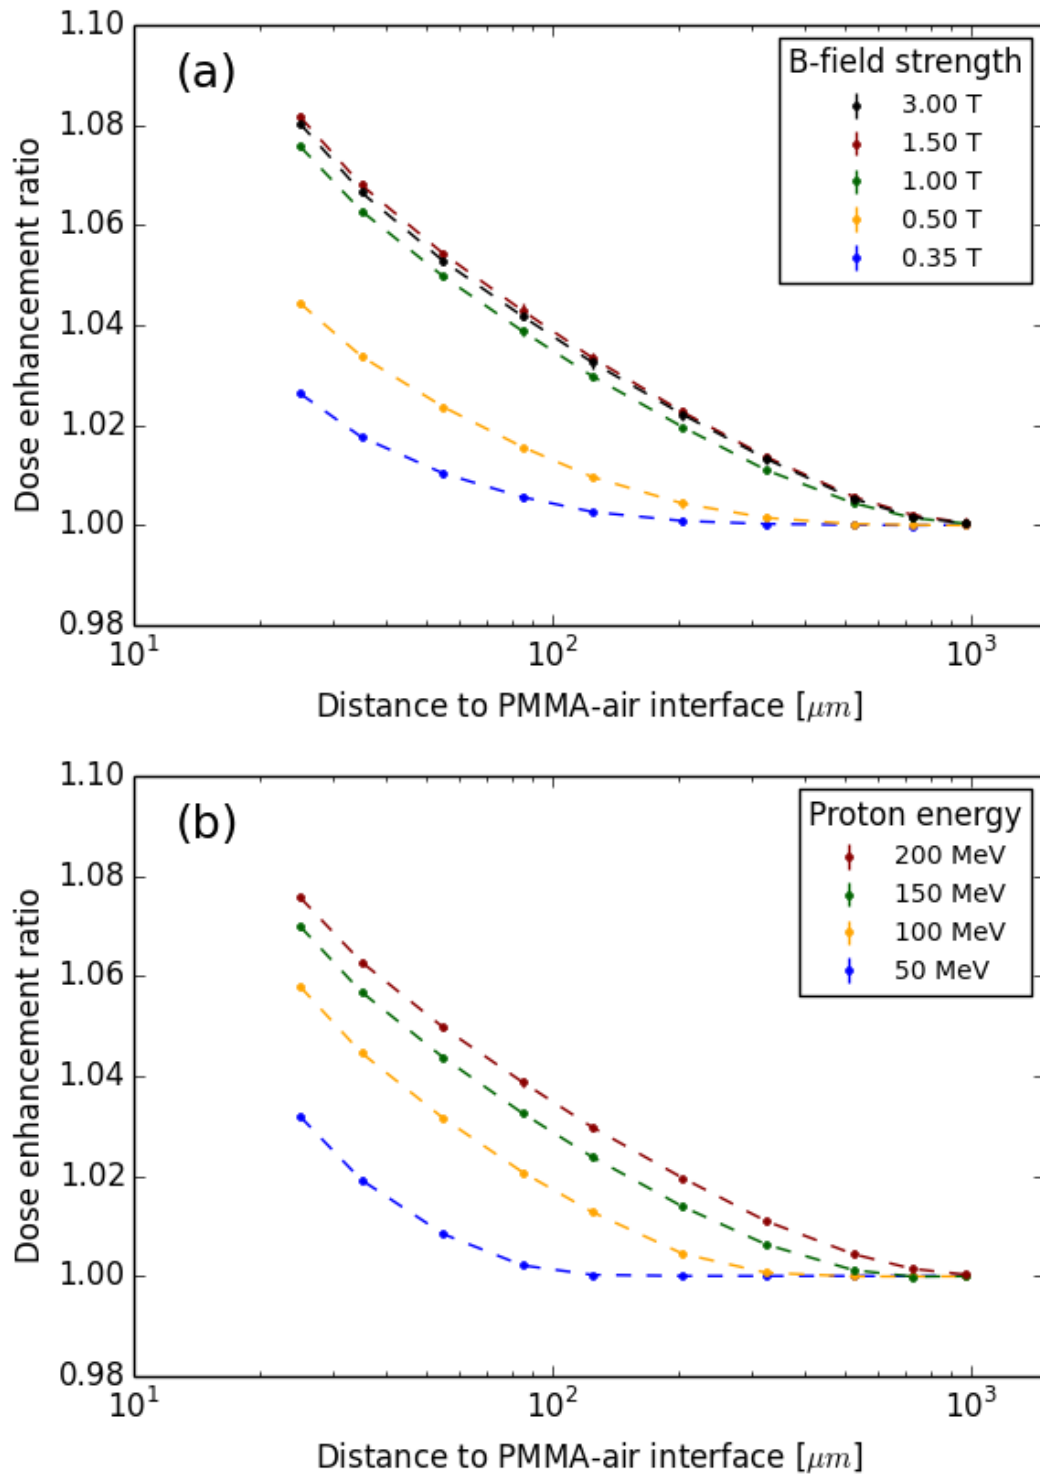 (a)
B-field strength
3.00 T
1.50 T
1.00 T
0.50 T
0.35 T
1.10
1.08
1.06
1.04
1.02
1.00
0.98
Dose enhancement ratio
10¹
10²
10³
Distance to PMMA-air interface [μm]
(b)
Proton energy
200 MeV
150 MeV
100 MeV
50 MeV
1.10
1.08
1.06
1.04
1.02
1.00
0.98
Dose enhancement ratio
10¹
10²
10³
Distance to PMMA-air interface [μm]